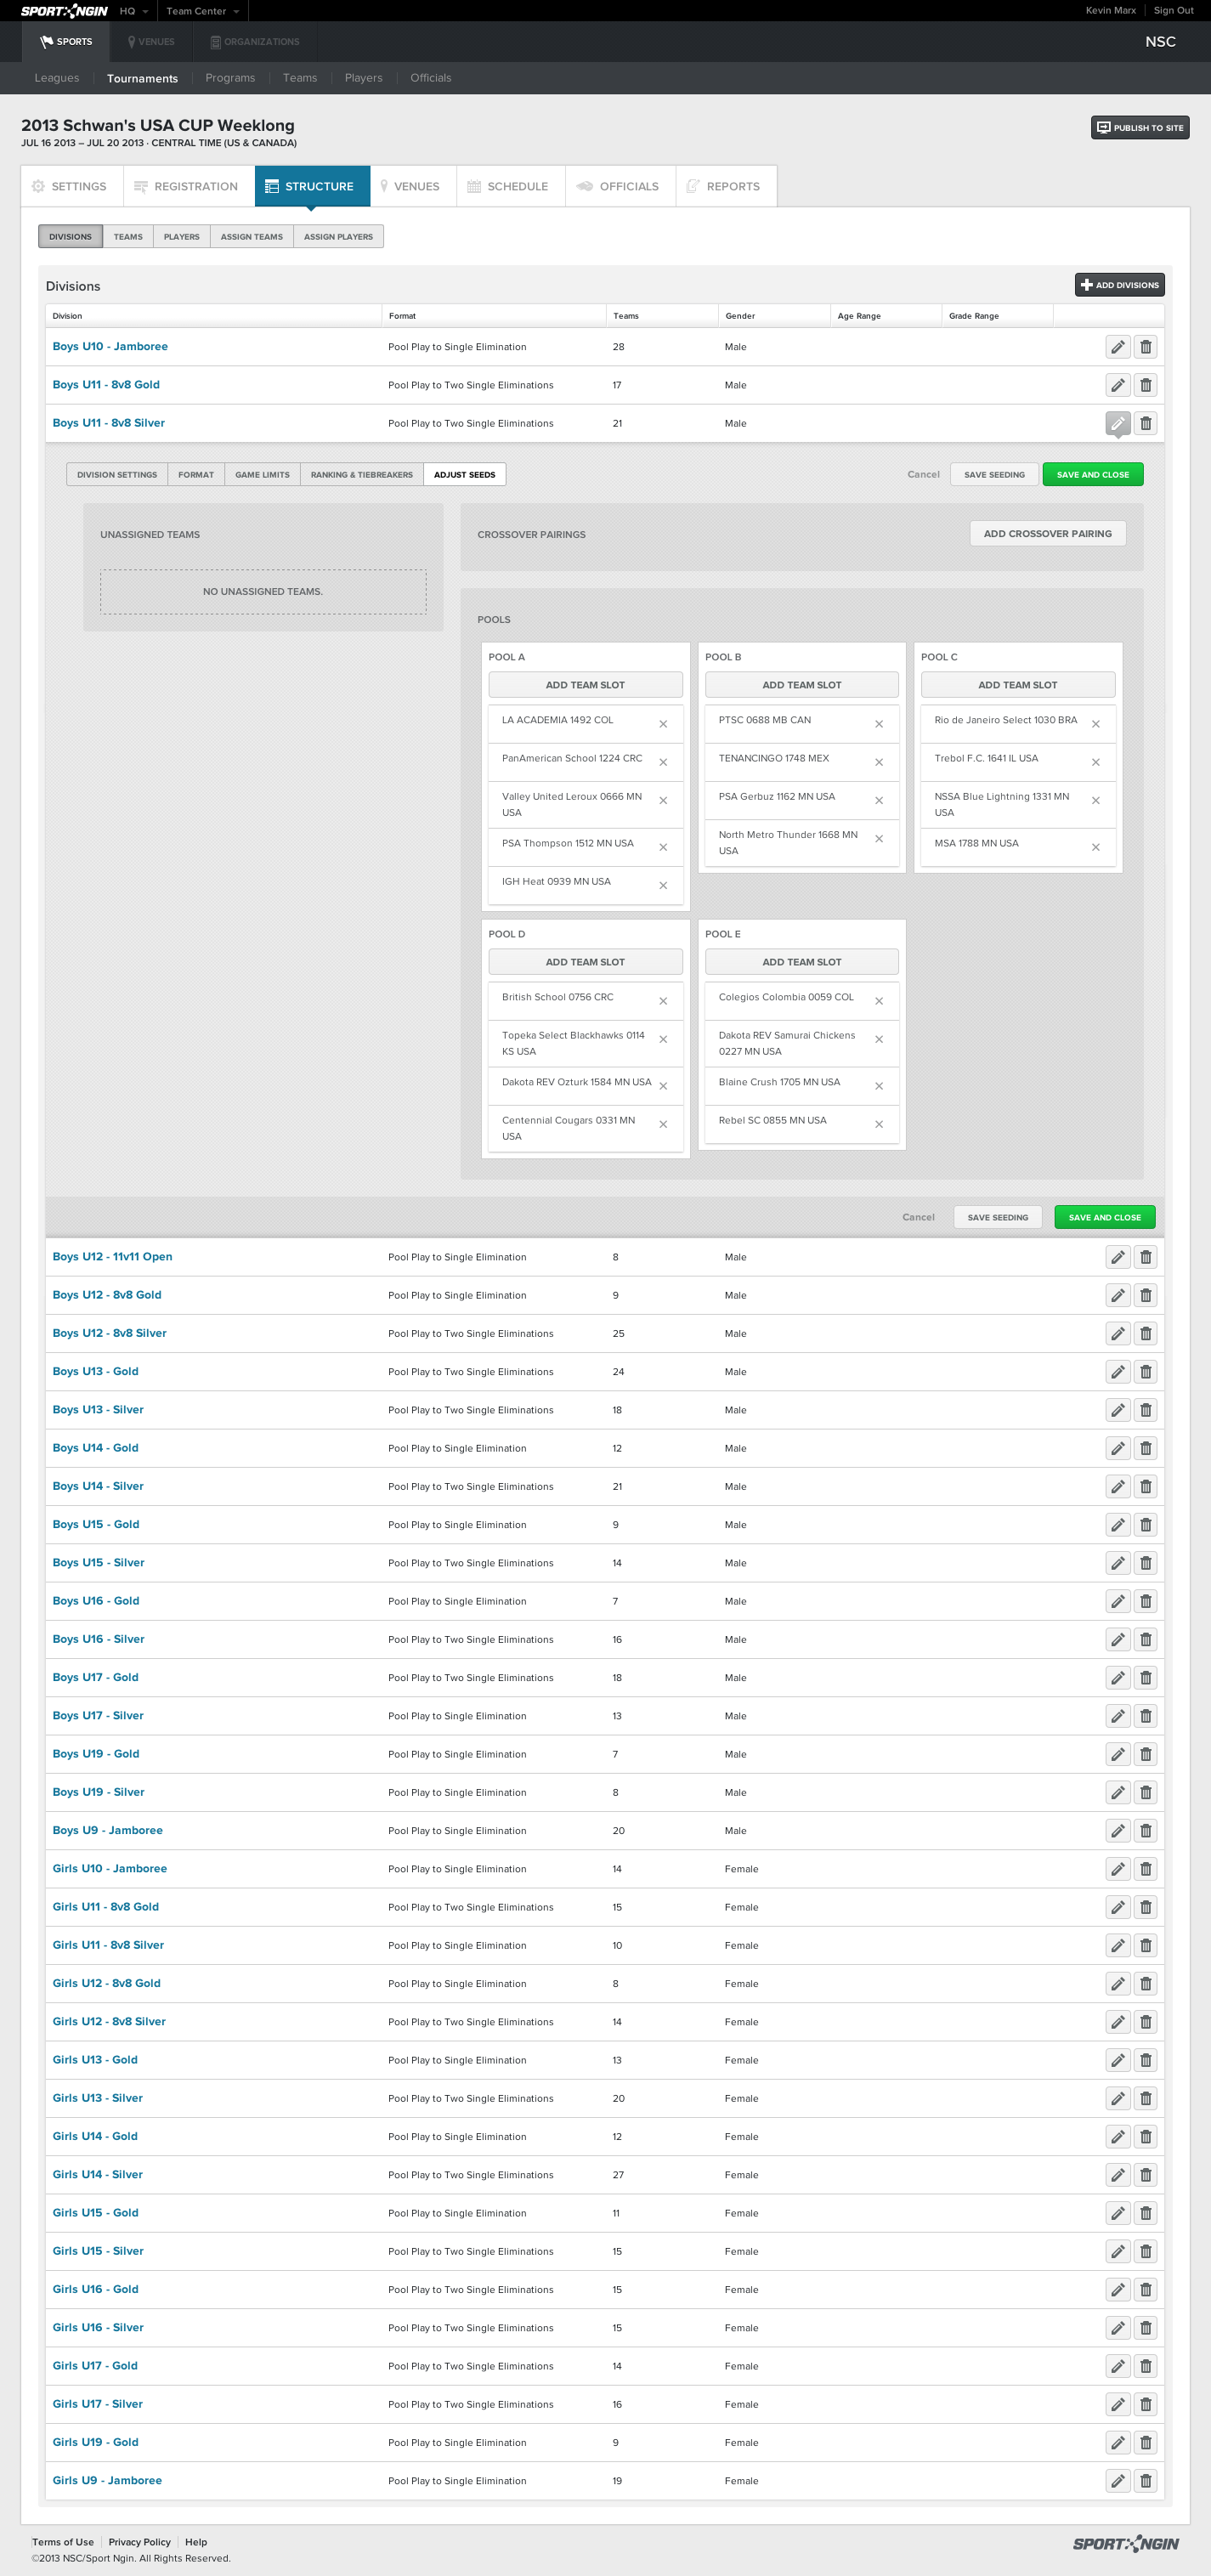 SPORT NGIN HQ Team Center Kevin Marx Sign Out
SPORTS VENUES ORGANIZATIONS NSC
Leagues Tournaments Programs Teams Players Officials
2013 Schwan's USA CUP Weeklong
JUL 16 2013 – JUL 20 2013 · CENTRAL TIME (US & CANADA)
PUBLISH TO SITE
SETTINGS REGISTRATION STRUCTURE VENUES SCHEDULE OFFICIALS REPORTS
DIVISIONS TEAMS PLAYERS ASSIGN TEAMS ASSIGN PLAYERS
Divisions ADD DIVISIONS
Division Format Teams Gender Age Range Grade Range
Boys U10 - Jamboree Pool Play to Single Elimination 28 Male
Boys U11 - 8v8 Gold Pool Play to Two Single Eliminations 17 Male
Boys U11 - 8v8 Silver Pool Play to Two Single Eliminations 21 Male
DIVISION SETTINGS FORMAT GAME LIMITS RANKING & TIEBREAKERS ADJUST SEEDS Cancel SAVE SEEDING SAVE AND CLOSE
UNASSIGNED TEAMS
NO UNASSIGNED TEAMS.
CROSSOVER PAIRINGS ADD CROSSOVER PAIRING
POOLS
POOL A
ADD TEAM SLOT
LA ACADEMIA 1492 COL
PanAmerican School 1224 CRC
Valley United Leroux 0666 MN
USA
PSA Thompson 1512 MN USA
IGH Heat 0939 MN USA
POOL B
ADD TEAM SLOT
PTSC 0688 MB CAN
TENANCINGO 1748 MEX
PSA Gerbuz 1162 MN USA
North Metro Thunder 1668 MN
USA
POOL C
ADD TEAM SLOT
Rio de Janeiro Select 1030 BRA
Trebol F.C. 1641 IL USA
NSSA Blue Lightning 1331 MN
USA
MSA 1788 MN USA
POOL D
ADD TEAM SLOT
British School 0756 CRC
Topeka Select Blackhawks 0114
KS USA
Dakota REV Ozturk 1584 MN USA
Centennial Cougars 0331 MN
USA
POOL E
ADD TEAM SLOT
Colegios Colombia 0059 COL
Dakota REV Samurai Chickens
0227 MN USA
Blaine Crush 1705 MN USA
Rebel SC 0855 MN USA
Cancel SAVE SEEDING SAVE AND CLOSE
Boys U12 - 11v11 Open Pool Play to Single Elimination 8 Male
Boys U12 - 8v8 Gold Pool Play to Single Elimination 9 Male
Boys U12 - 8v8 Silver Pool Play to Two Single Eliminations 25 Male
Boys U13 - Gold Pool Play to Two Single Eliminations 24 Male
Boys U13 - Silver Pool Play to Two Single Eliminations 18 Male
Boys U14 - Gold Pool Play to Single Elimination 12 Male
Boys U14 - Silver Pool Play to Two Single Eliminations 21 Male
Boys U15 - Gold Pool Play to Single Elimination 9 Male
Boys U15 - Silver Pool Play to Two Single Eliminations 14 Male
Boys U16 - Gold Pool Play to Single Elimination 7 Male
Boys U16 - Silver Pool Play to Two Single Eliminations 16 Male
Boys U17 - Gold Pool Play to Two Single Eliminations 18 Male
Boys U17 - Silver Pool Play to Single Elimination 13 Male
Boys U19 - Gold Pool Play to Single Elimination 7 Male
Boys U19 - Silver Pool Play to Single Elimination 8 Male
Boys U9 - Jamboree Pool Play to Single Elimination 20 Male
Girls U10 - Jamboree Pool Play to Single Elimination 14 Female
Girls U11 - 8v8 Gold Pool Play to Two Single Eliminations 15 Female
Girls U11 - 8v8 Silver Pool Play to Single Elimination 10 Female
Girls U12 - 8v8 Gold Pool Play to Single Elimination 8 Female
Girls U12 - 8v8 Silver Pool Play to Two Single Eliminations 14 Female
Girls U13 - Gold Pool Play to Single Elimination 13 Female
Girls U13 - Silver Pool Play to Two Single Eliminations 20 Female
Girls U14 - Gold Pool Play to Single Elimination 12 Female
Girls U14 - Silver Pool Play to Two Single Eliminations 27 Female
Girls U15 - Gold Pool Play to Single Elimination 11 Female
Girls U15 - Silver Pool Play to Two Single Eliminations 15 Female
Girls U16 - Gold Pool Play to Two Single Eliminations 15 Female
Girls U16 - Silver Pool Play to Two Single Eliminations 15 Female
Girls U17 - Gold Pool Play to Two Single Eliminations 14 Female
Girls U17 - Silver Pool Play to Two Single Eliminations 16 Female
Girls U19 - Gold Pool Play to Single Elimination 9 Female
Girls U9 - Jamboree Pool Play to Single Elimination 19 Female
Terms of Use Privacy Policy Help SPORT NGIN
©2013 NSC/Sport Ngin. All Rights Reserved.